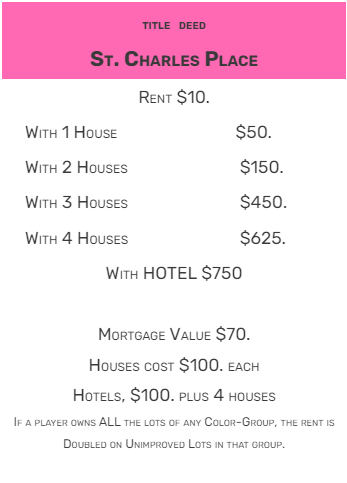 TITLE DEED
ST. CHARLES PLACE
RENT $10.
WITH 1 HOUSE $50.
WITH 2 HOUSES $150.
WITH 3 HOUSES $450.
WITH 4 HOUSES $625.
WITH HOTEL $750
MORTGAGE VALUE $70.
HOUSES COST $100. EACH
HOTELS, $100. PLUS 4 HOUSES
IF A PLAYER OWNS ALL THE LOTS OF ANY COLOR-GROUP, THE RENT IS
DOUBLED ON UNIMPROVED LOTS IN THAT GROUP.